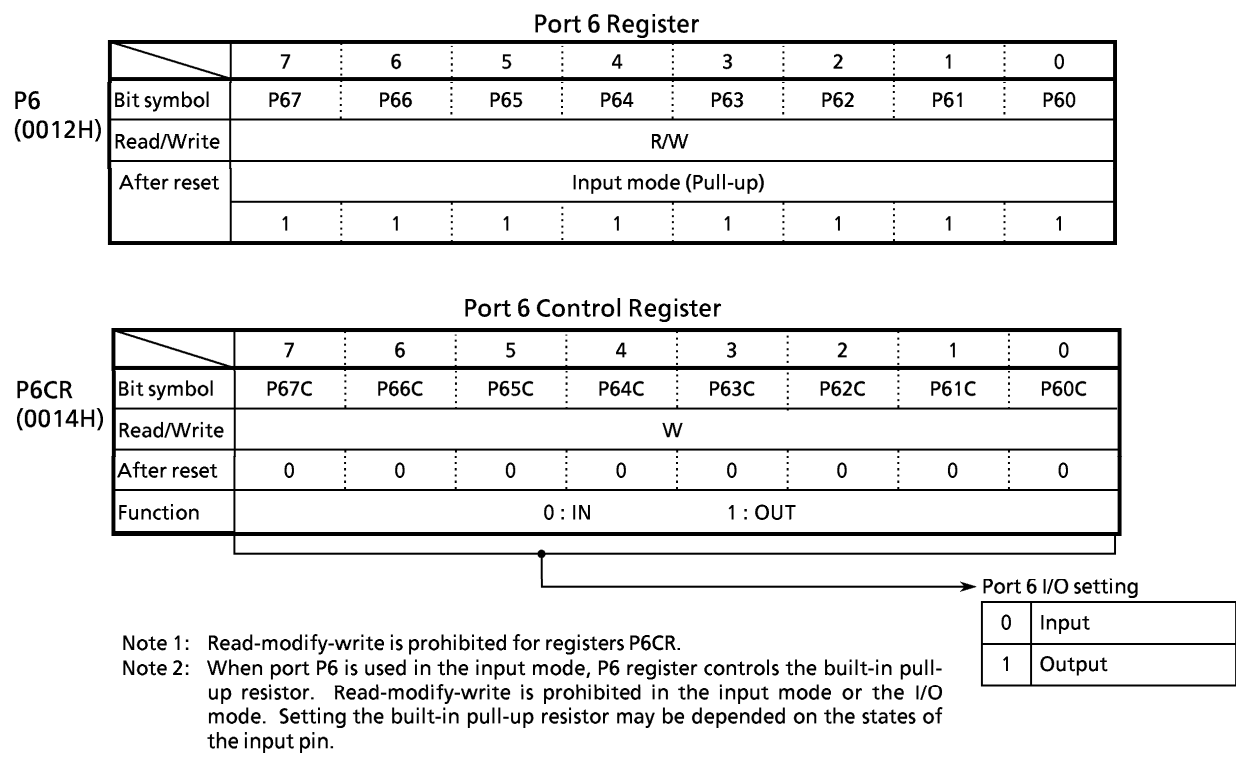 Port 6 Register
7 6 5 4 3 2 1 0
P6
(0012H)
Bit symbol P67 P66 P65 P64 P63 P62 P61 P60
Read/Write R/W
After reset Input mode (Pull-up)
1 1 1 1 1 1 1 1
Port 6 Control Register
7 6 5 4 3 2 1 0
P6CR
(0014H)
Bit symbol P67C P66C P65C P64C P63C P62C P61C P60C
Read/Write W
After reset 0 0 0 0 0 0 0 0
Function 0 : IN 1 : OUT
Port 6 I/O setting
0 Input
1 Output
Note 1: Read-modify-write is prohibited for registers P6CR.
Note 2: When port P6 is used in the input mode, P6 register controls the built-in pull-
up resistor. Read-modify-write is prohibited in the input mode or the I/O
mode. Setting the built-in pull-up resistor may be depended on the states of
the input pin.